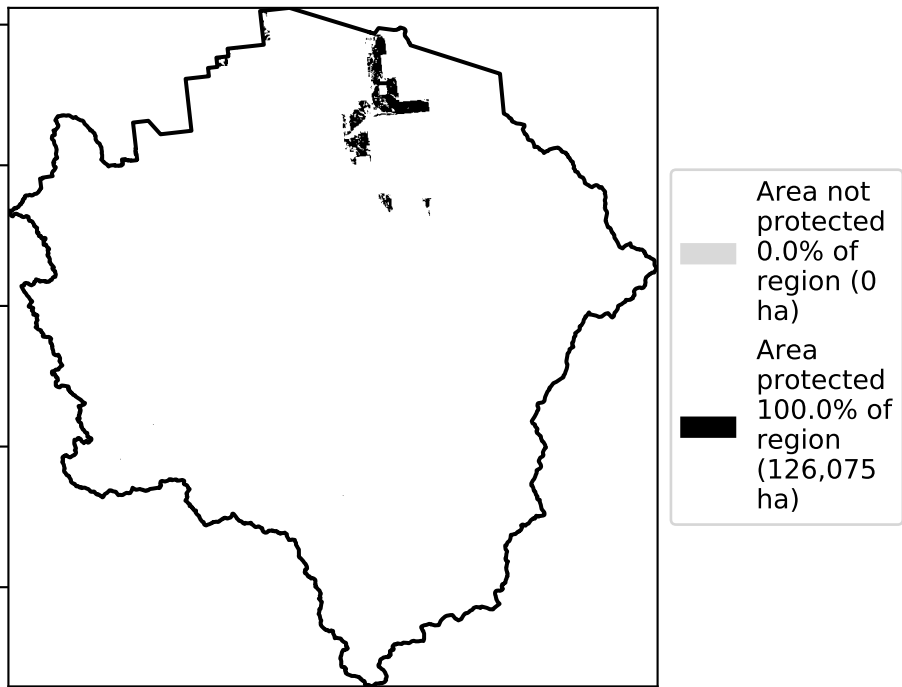 Area not
protected
0.0% of
region (0
ha)
Area
protected
100.0% of
region
(126,075
ha)